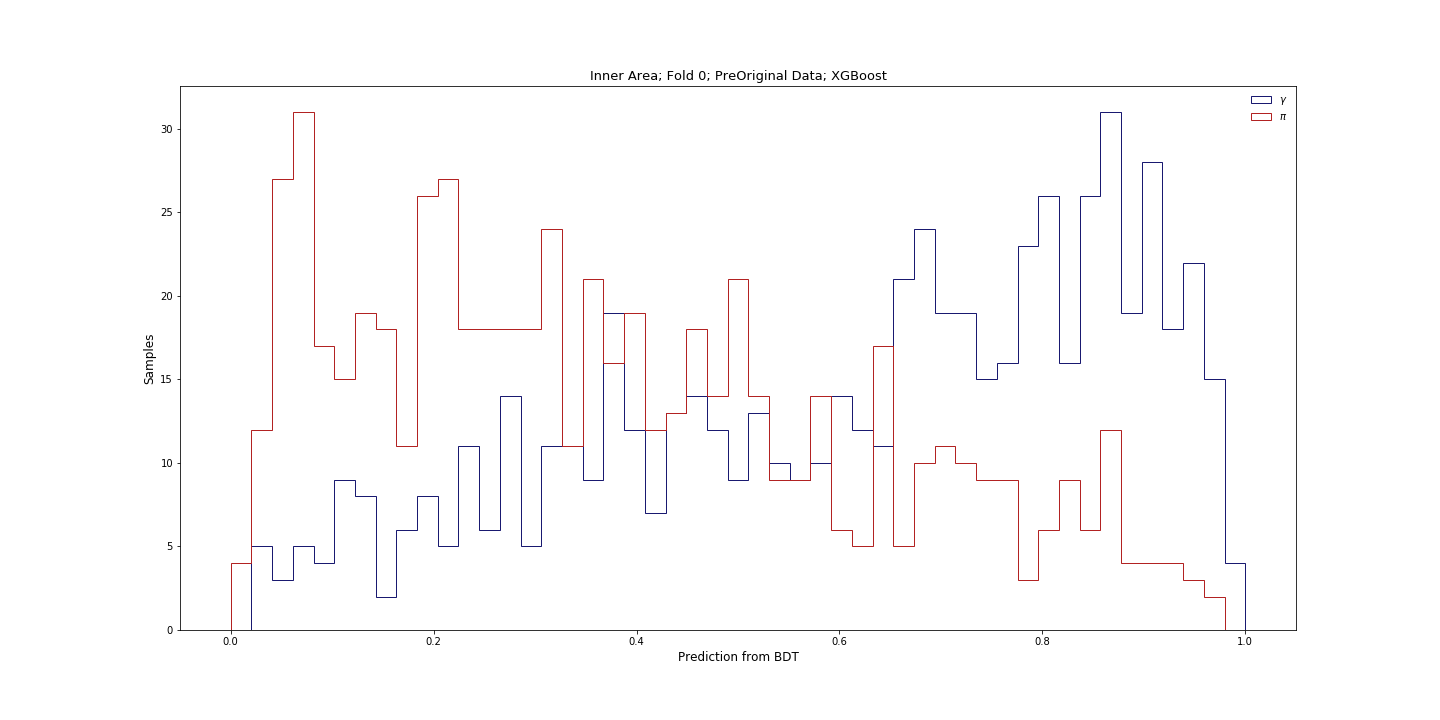 Inner Area; Fold 0; PreOriginal Data; XGBoost
γ
π
30
25
20
15
10
5
0
Samples
0.0 0.2 0.4 0.6 0.8 1.0
Prediction from BDT